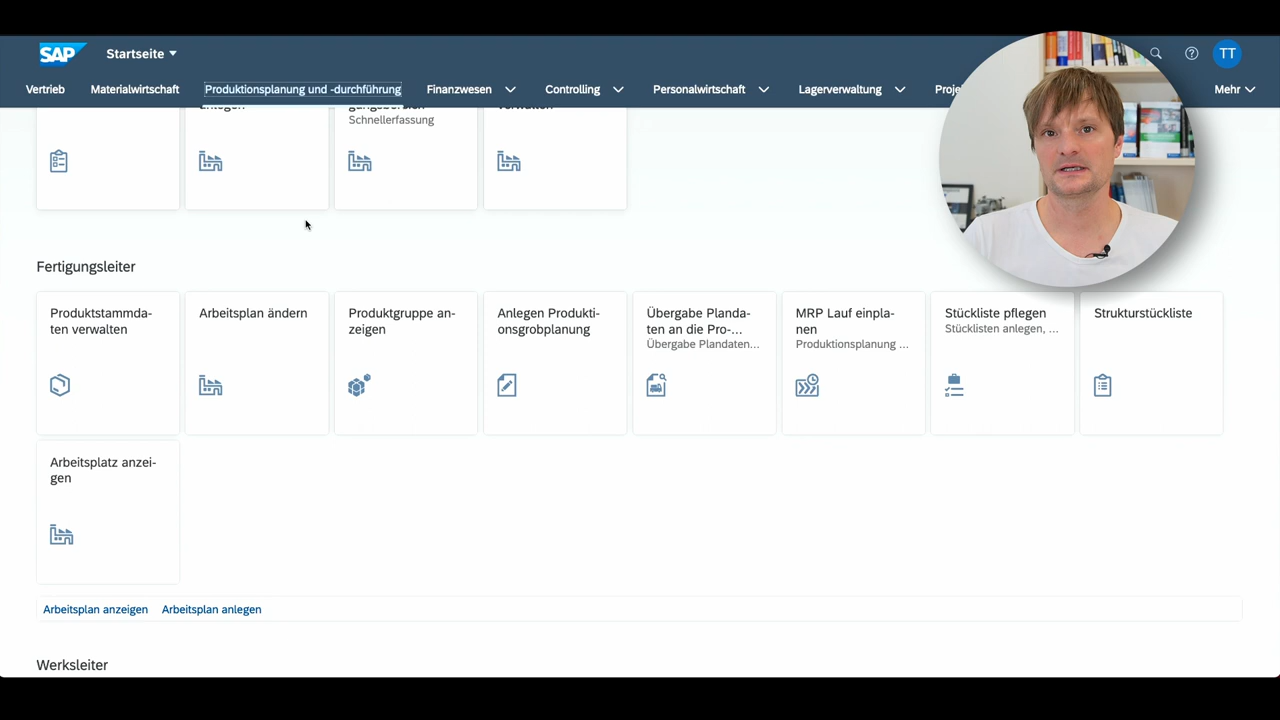 SAP
Startseite
TT
Vertrieb
Materialwirtschaft
Produktionsplanung und -durchführung
Finanzwesen
Controlling
Personalwirtschaft
Lagerverwaltung
Proje
Mehr
Schnellerfassung
Fertigungsleiter
Produktstammda-
ten verwalten
Arbeitsplan ändern
Produktgruppe an-
zeigen
Anlegen Produkti-
onsgrobplanung
Übergabe Planda-
ten an die Pro-...
Übergabe Plandaten...
MRP Lauf einpla-
nen
Produktionsplanung ...
Stückliste pflegen
Stücklisten anlegen, ...
Strukturstückliste
Arbeitsplatz anzei-
gen
Arbeitsplan anzeigen
Arbeitsplan anlegen
Werksleiter